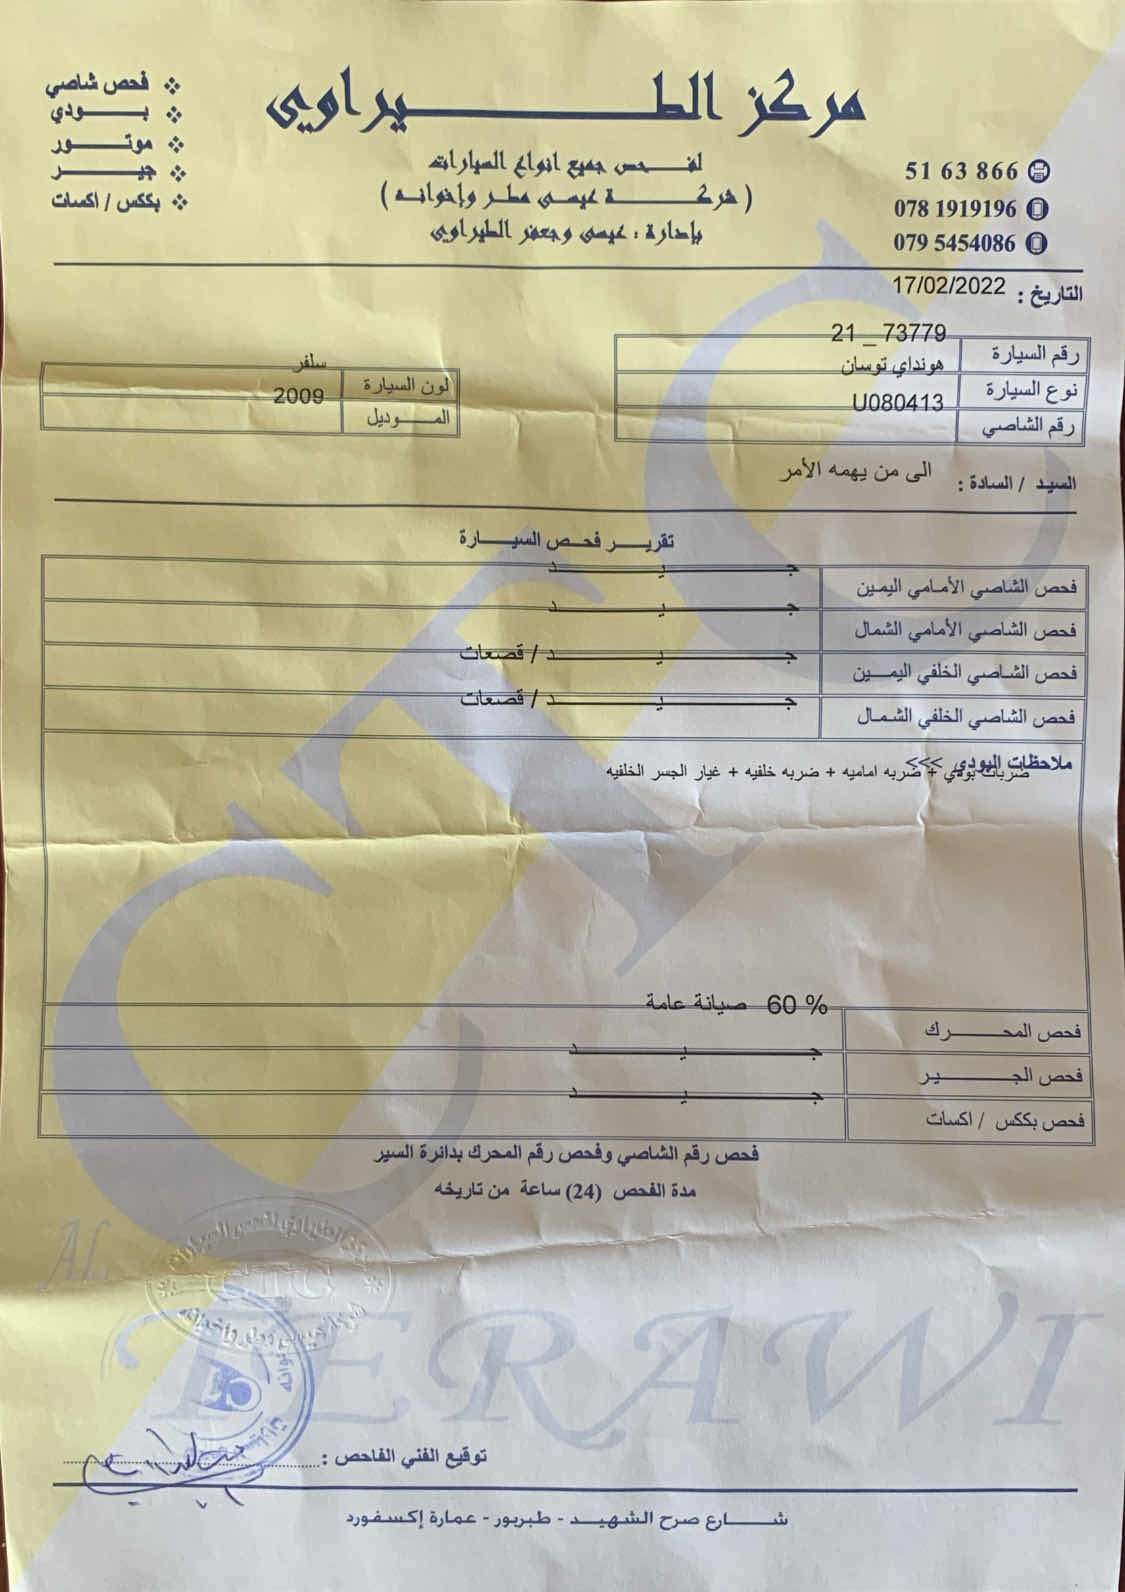 مركز الطيراوي
لفحص جميع انواع السيارات
( شركة عيسى مطر وإخوانه )
بإدارة : عيسى وجعفر الطيراوي
51 63 866
078 1919196
079 5454086
❖ فحص شاصي
❖ بودي
❖ موتور
❖ جير
❖ بككس / اكسات
التاريخ : 17/02/2022
رقم السيارة 21 _ 73779
نوع السيارة هونداي توسان
رقم الشاصي U080413
لون السيارة سلفر
الموديل 2009
السيد / السادة : الى من يهمه الأمر
تقرير فحص السيارة
فحص الشاصي الأمامي اليمين جيد
فحص الشاصي الأمامي الشمال جيد
فحص الشاصي الخلفي اليمين جيد / قصعات
فحص الشاصي الخلفي الشمال جيد / قصعات
ملاحظات البودي >>>
ضربات بودي + ضربه اماميه + ضربه خلفيه + غيار الجسر الخلفيه
فحص المحرك 60 % صيانة عامة
فحص الجير جيد
فحص بككس / اكسات جيد
فحص رقم الشاصي وفحص رقم المحرك بدائرة السير
مدة الفحص (24) ساعة من تاريخه
CTC
AL
DERAWI
توقيع الفني الفاحص :
شارع صرح الشهيد - طبربور - عمارة إكسفورد